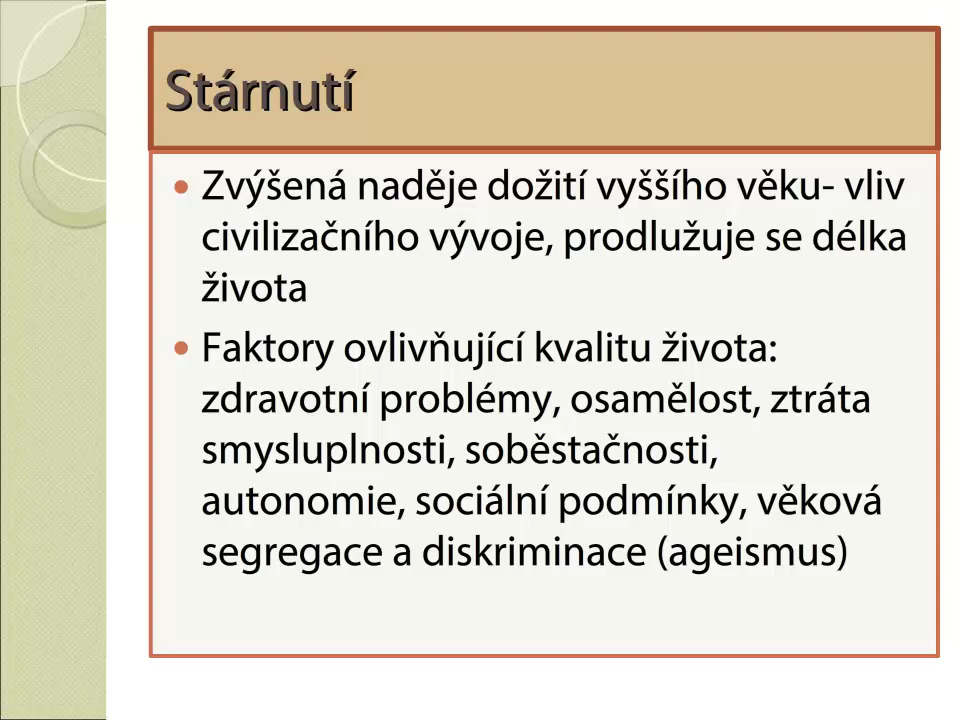 Stárnutí
• Zvýšená naděje dožití vyššího věku- vliv
civilizačního vývoje, prodlužuje se délka
života
• Faktory ovlivňující kvalitu života:
zdravotní problémy, osamělost, ztráta
smysluplnosti, soběstačnosti,
autonomie, sociální podmínky, věková
segregace a diskriminace (ageismus)